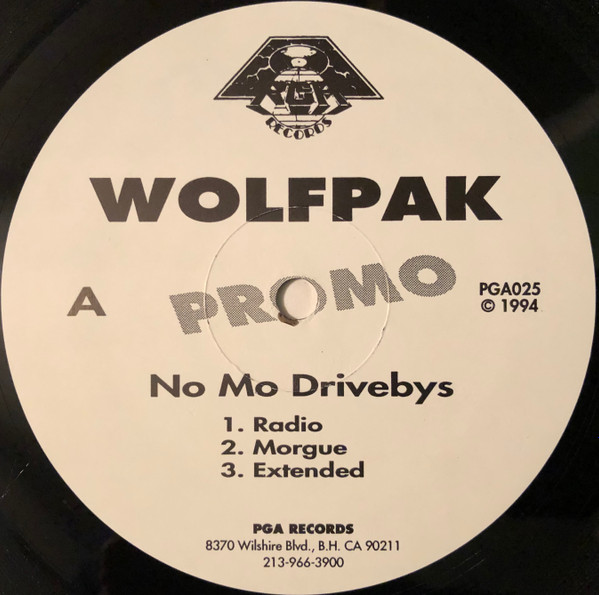 PGA
RECORDS
WOLFPAK
PROMO
A
PGA025
© 1994
No Mo Drivebys
1. Radio
2. Morgue
3. Extended
PGA RECORDS
8370 Wilshire Blvd., B.H. CA 90211
213-966-3900